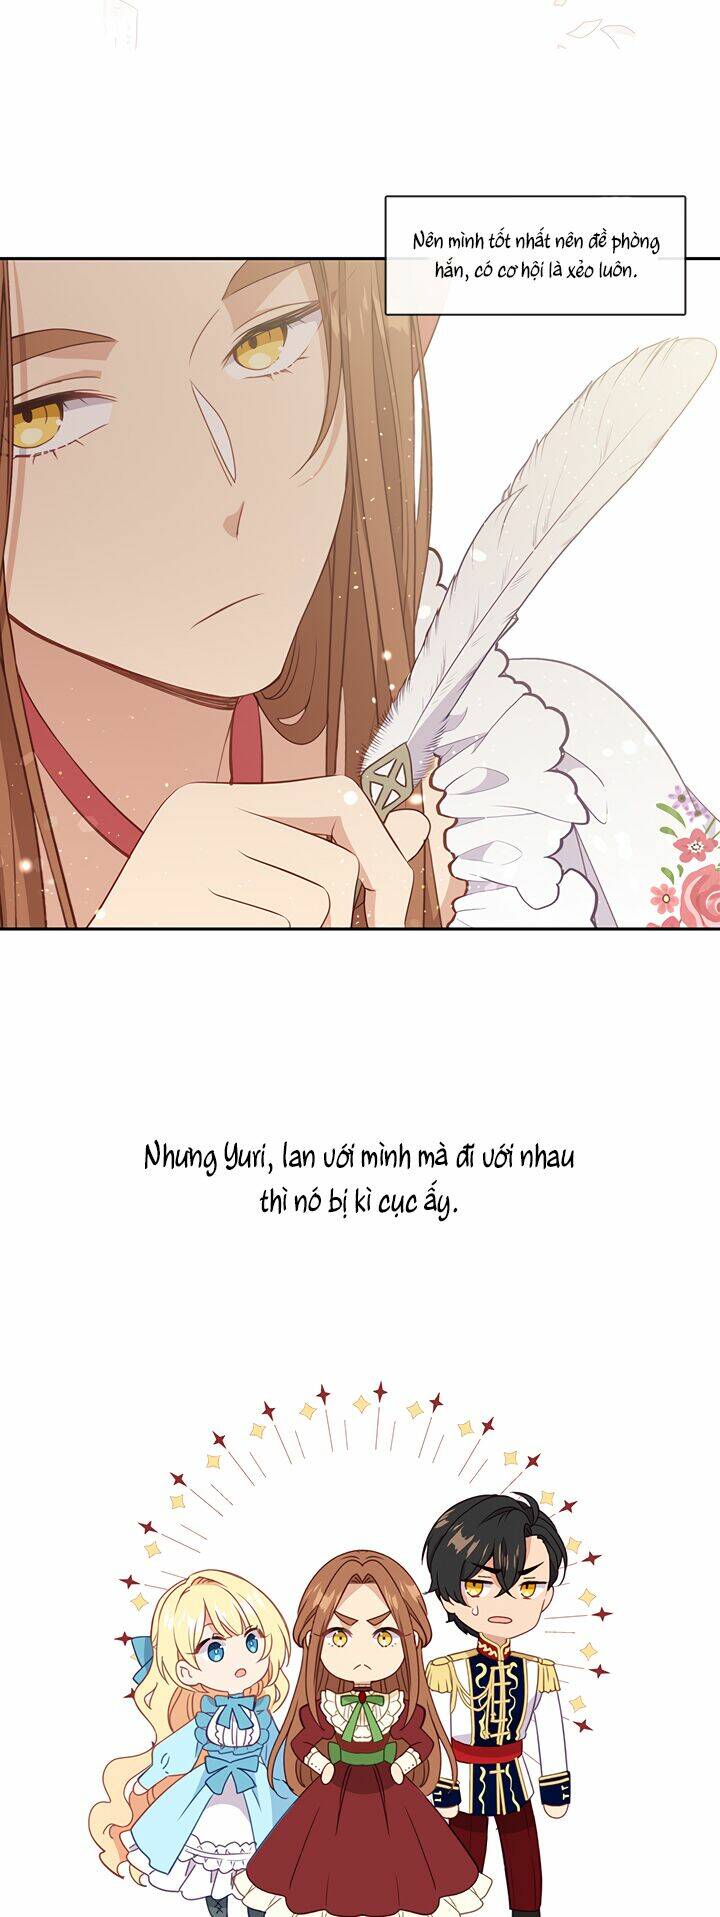 Nên mình tốt nhất nên đề phòng
hắn, có cơ hội là xẻo luôn.
Nhưng Yuri, lan với mình mà đi với nhau
thì nó bị kì cục ấy.